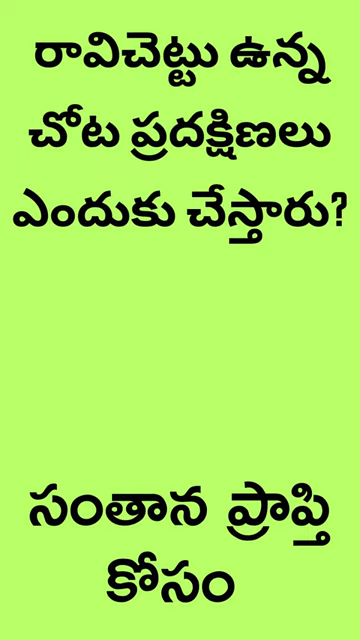 రావిచెట్టు ఉన్న
చోట ప్రదక్షిణలు
ఎందుకు చేస్తారు?
సంతాన ప్రాప్తి
కోసం